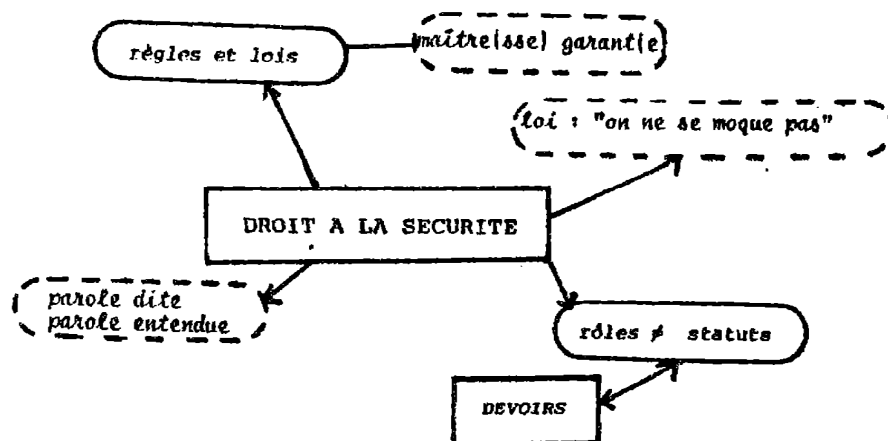 règles et lois
maître(sse) garant(e
loi : "on ne se moque pas"
DROIT A LA SECURITE
parole dite
parole entendue
rôles ≠ statuts
DEVOIRS